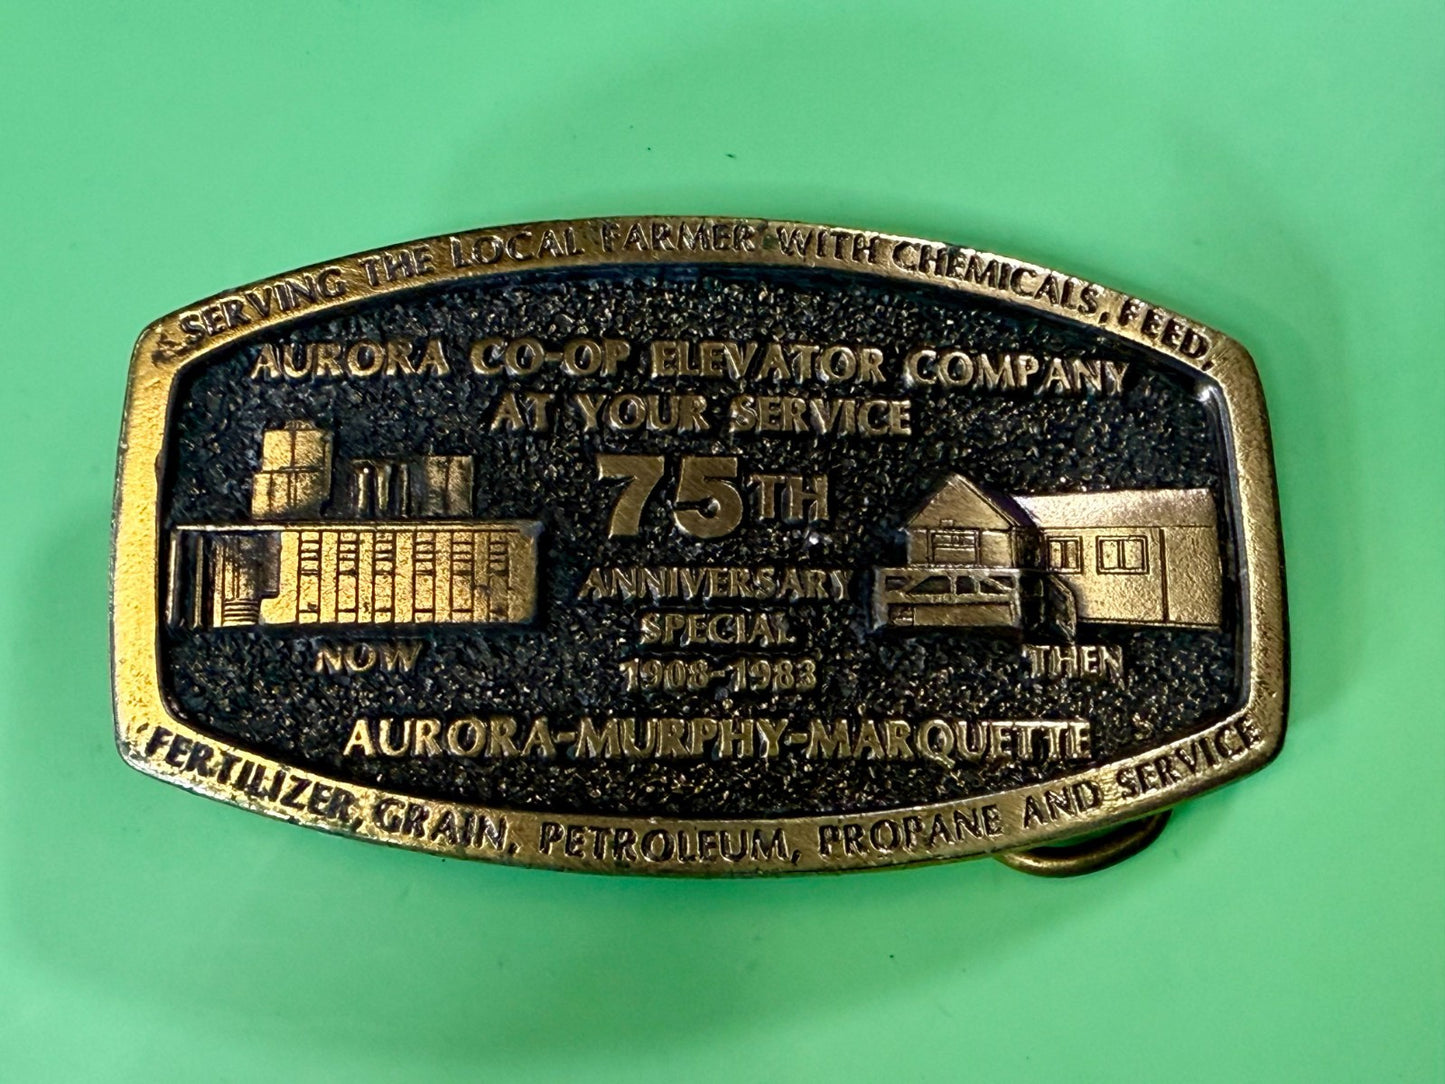 SERVING THE LOCAL FARMER WITH CHEMICALS, FEED,
AURORA CO-OP ELEVATOR COMPANY
AT YOUR SERVICE
75TH
ANNIVERSARY
SPECIAL
1908-1983
NOW
THEN
AURORA-MURPHY-MARQUETTE
FERTILIZER, GRAIN, PETROLEUM, PROPANE AND SERVICE